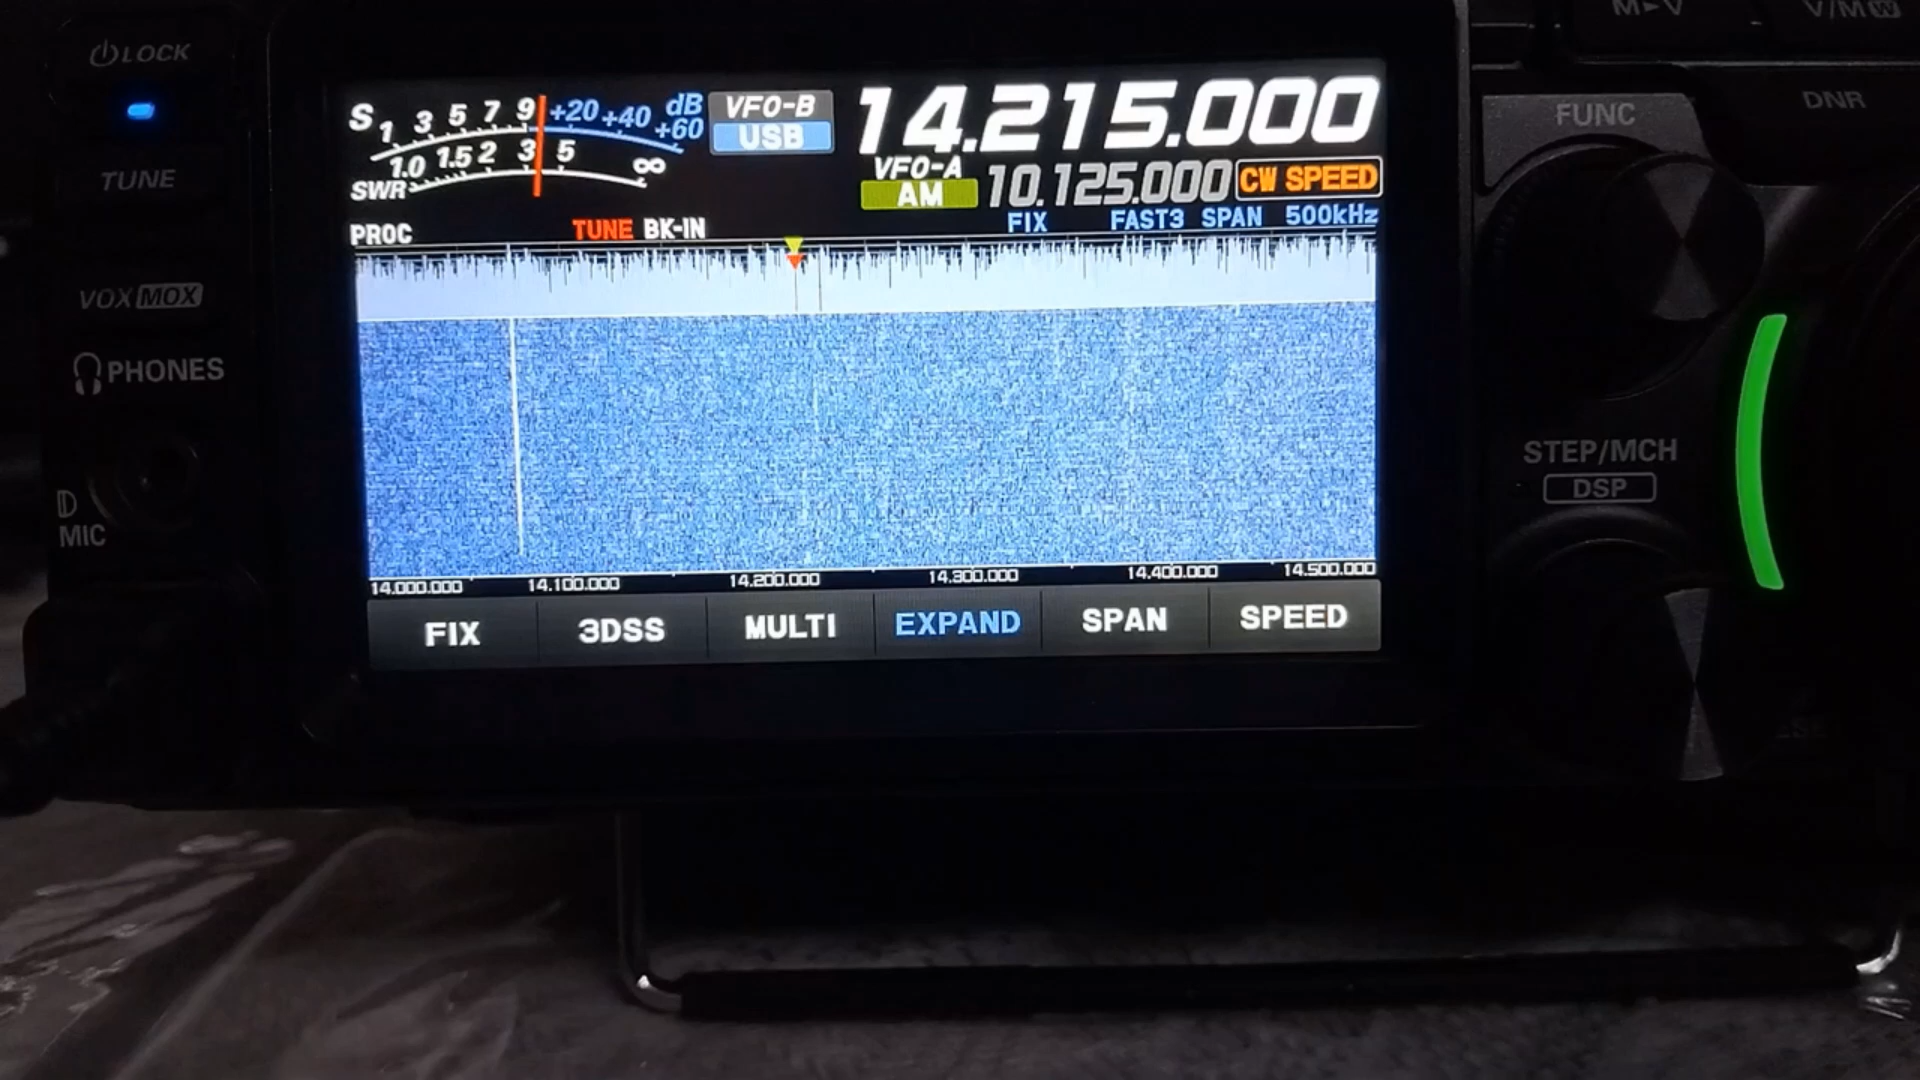 LOCK
M►V
V/M W
S 1 3 5 7 9 +20 +40 +60 dB
VFO-B
14.215.000
USB
FUNC
DNR
1.0 1.5 2 3 5 ∞
SWR
VFO-A
AM
10.125.000
CW SPEED
TUNE
PROC
TUNE
BK-IN
FIX
FAST3
SPAN 500kHz
VOX MOX
PHONES
STEP/MCH
DSP
MIC
14.000.000
14.100.000
14.200.000
14.300.000
14.400.000
14.500.000
FIX
3DSS
MULTI
EXPAND
SPAN
SPEED